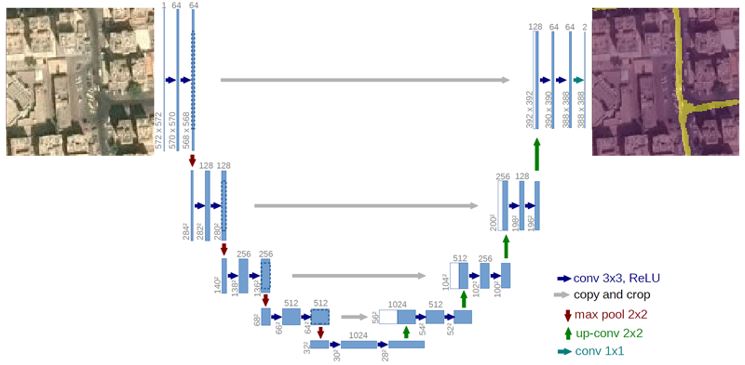 1 64 64
572 x 572
570 x 570
568 x 568
128 64 64 2
392 x 392
390 x 390
388 x 388
388 x 388
128 128
284²
282²
280²
256 128
200²
198²
196²
256 256
140²
138²
136²
512 256
104²
102²
100²
512 512
68²
66²
64²
1024 512
56²
54²
52²
1024
32²
30²
28²
conv 3x3, ReLU
copy and crop
max pool 2x2
up-conv 2x2
conv 1x1